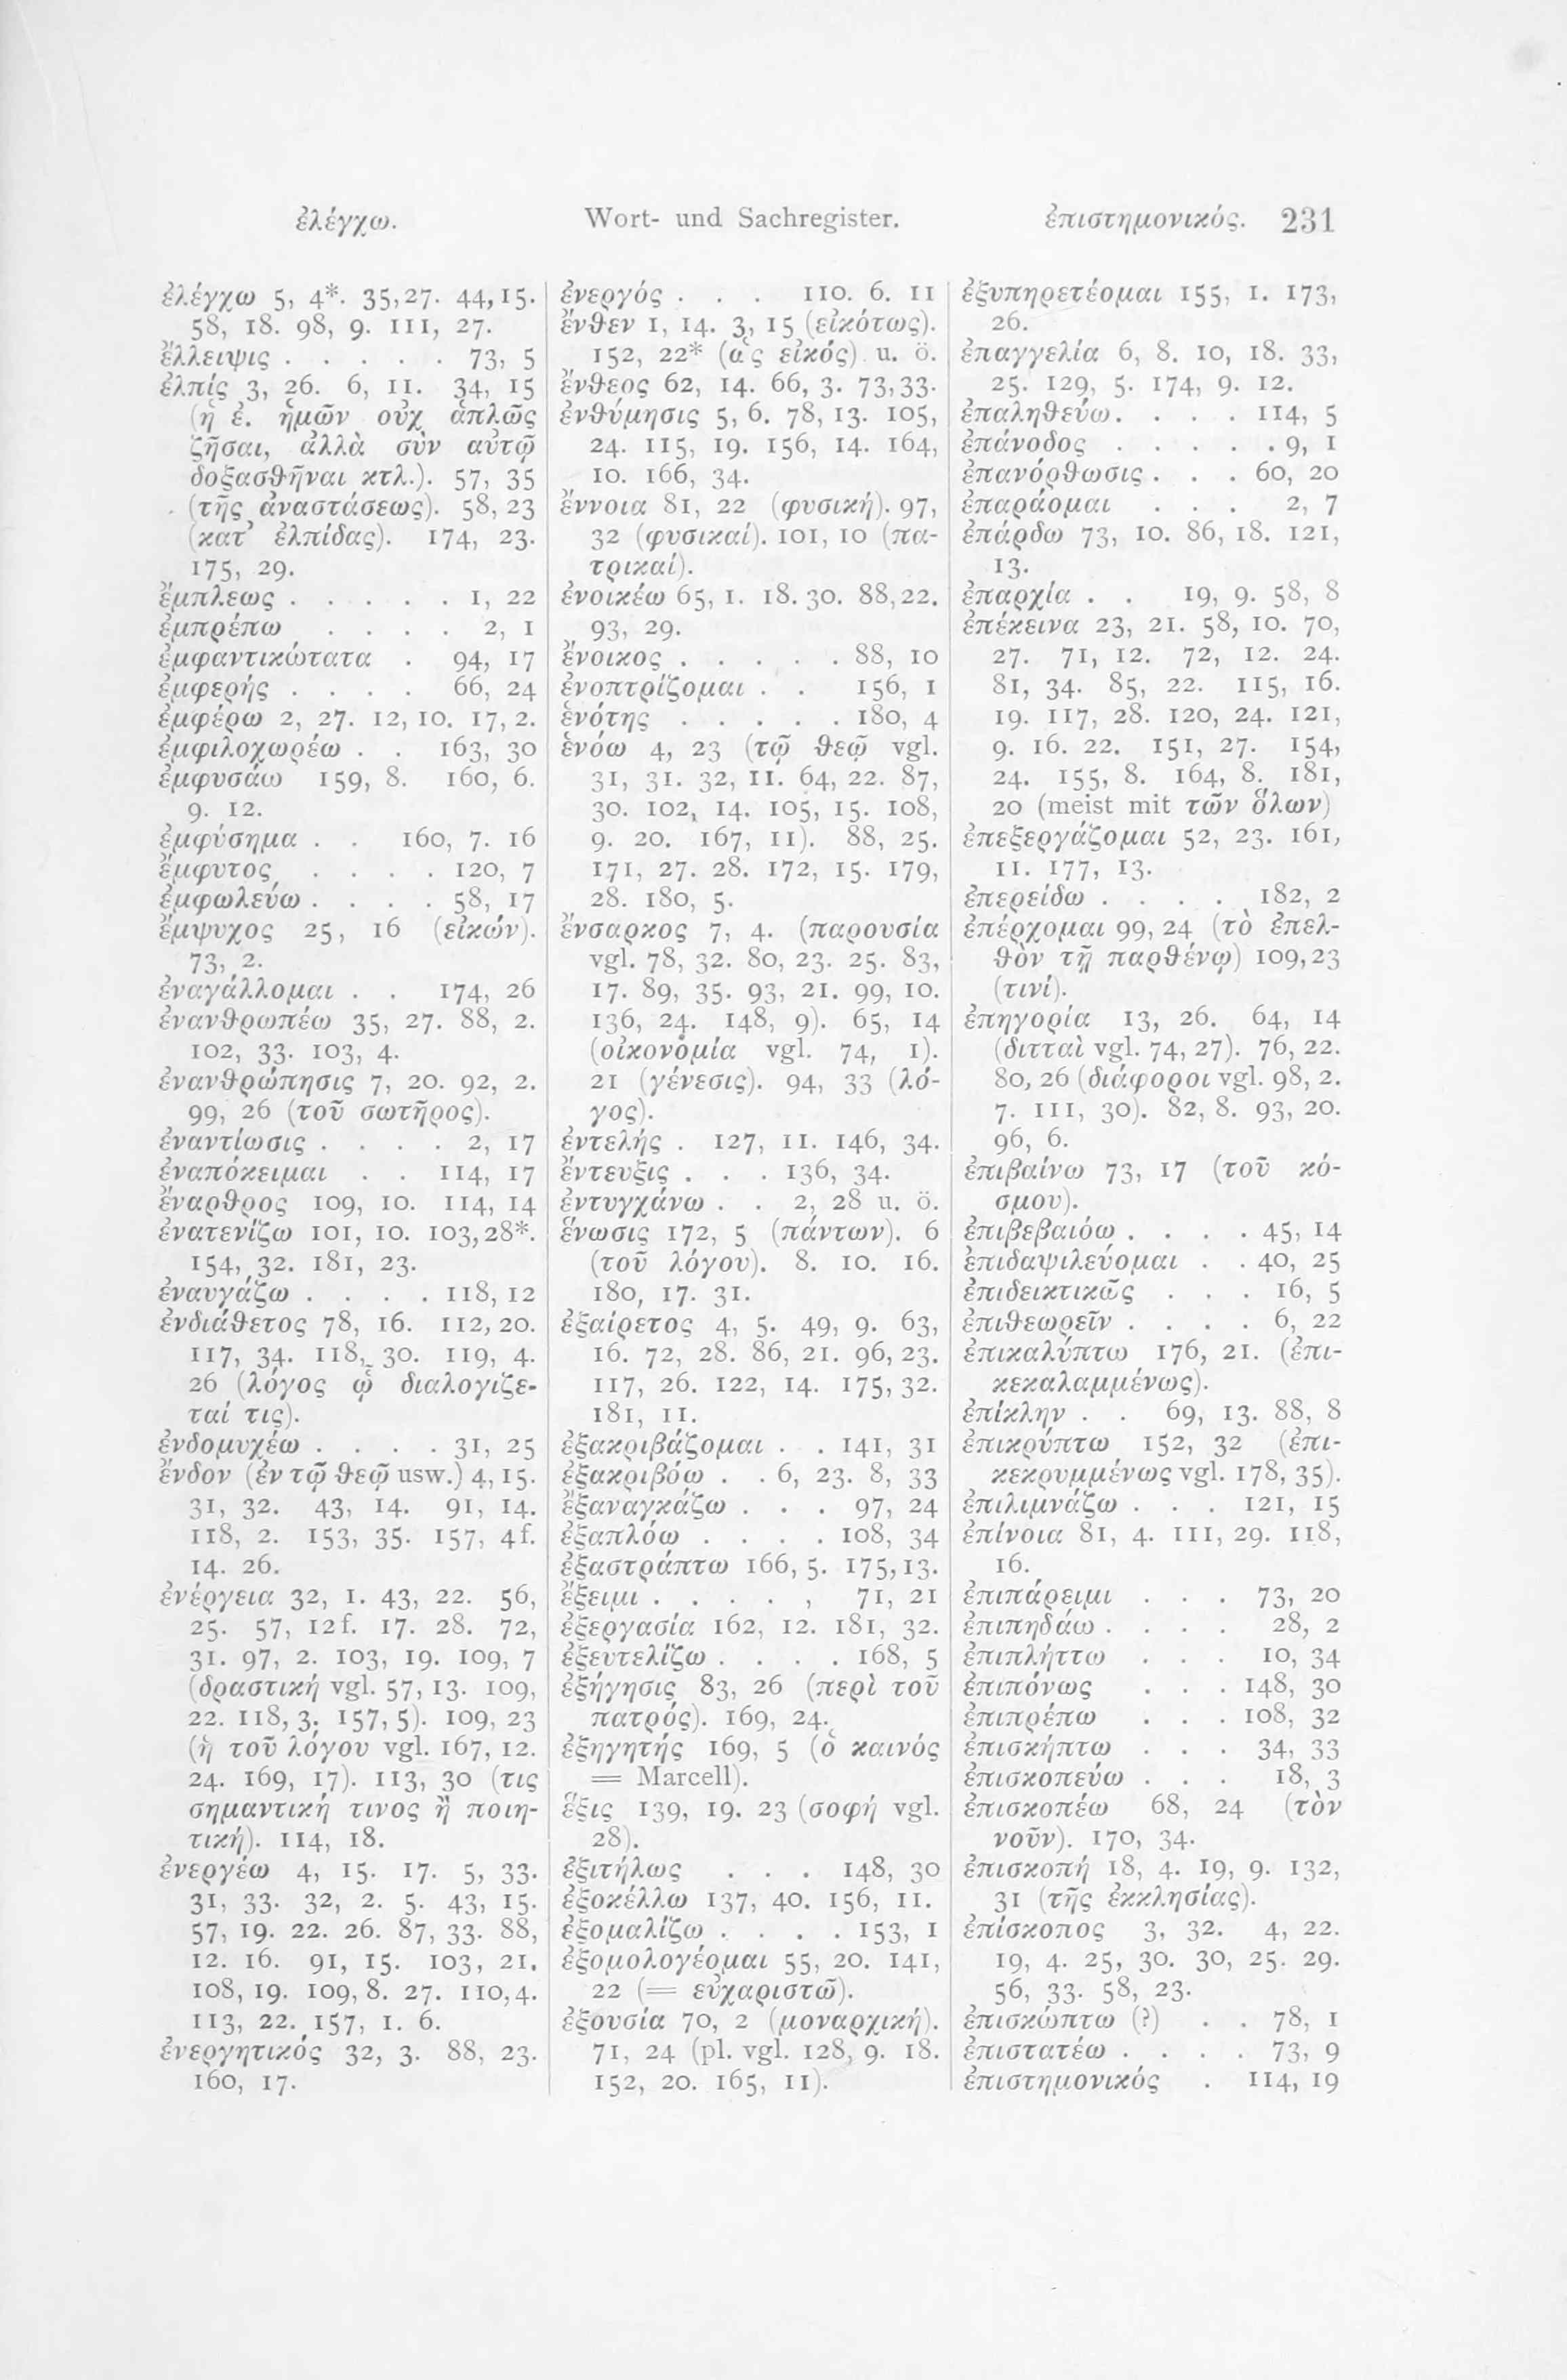 ἐλέγχω. Wort- und Sachregister. ἐπιστημονικός. 231
ἐλέγχω 5, 4*. 35, 27. 44, 15.
58, 18. 98, 9. 111, 27.
ἔλλειψις . . . . . 73, 5
ἐλπίς 3, 26. 6, 11. 34, 15
(ἡ ἐ. ἡμῶν οὐχ ἁπλῶς
ζῆσαι, ἀλλὰ σὺν αὐτῷ
δοξασθῆναι κτλ.). 57, 35
(τῆς ἀναστάσεως). 58, 23
(κατ’ ἐλπίδας). 174, 23.
175, 29.
ἔμπλεως . . . . . 1, 22
ἐμπρέπω . . . . 2, 1
ἐμφαντικώτατα . 94, 17
ἐμφερής . . . . 66, 24
ἐμφέρω 2, 27. 12, 10. 17, 2.
ἐμφιλοχωρέω . . 163, 30
ἐμφυσάω 159, 8. 160, 6.
9. 12.
ἐμφύσημα . . 160, 7. 16
ἔμφυτος . . . . 120, 7
ἐμφωλεύω . . . . 58, 17
ἔμψυχος 25, 16 (εἰκών).
73, 2.
ἐναγάλλομαι . . 174, 26
ἐνανθρωπέω 35, 27. 88, 2.
102, 33. 103, 4.
ἐνανθρώπησις 7, 20. 92, 2.
99, 26 (τοῦ σωτῆρος).
ἐναντίωσις . . . . 2, 17
ἐναπόκειμαι . . 114, 17
ἔναρθρος 109, 10. 114, 14
ἐνατενίζω 101, 10. 103, 28*.
154, 32. 181, 23.
ἐναυγάζω . . . . 118, 12
ἐνδιάθετος 78, 16. 112, 20.
117, 34. 118, 30. 119, 4.
26 (λόγος ᾧ διαλογίζε-
ταί τις).
ἐνδομυχέω . . . . 31, 25
ἔνδον (ἐν τῷ θεῷ usw.) 4, 15.
31, 32. 43, 14. 91, 14.
118, 2. 153, 35. 157, 4f.
14. 26.
ἐνέργεια 32, 1. 43, 22. 56,
25. 57, 12f. 17. 28. 72,
31. 97, 2. 103, 19. 109, 7
(δραστική vgl. 57, 13. 109,
22. 118, 3. 157, 5). 109, 23
(ἡ τοῦ λόγου vgl. 167, 12.
24. 169, 17). 113, 30 (τις
σημαντική τινος ἢ ποιη-
τική). 114, 18.
ἐνεργέω 4, 15. 17. 5, 33.
31, 33. 32, 2. 5. 43, 15.
57, 19. 22. 26. 87, 33. 88,
12. 16. 91, 15. 103, 21.
108, 19. 109, 8. 27. 110, 4.
113, 22. 157, 1. 6.
ἐνεργητικός 32, 3. 88, 23.
160, 17.
ἐνεργός . . . 110. 6. 11
ἔνθεν 1, 14. 3, 15 (εἰκότως).
152, 22* (ὡς εἰκός) u. ö.
ἔνθεος 62, 14. 66, 3. 73, 33.
ἐνθύμησις 5, 6. 78, 13. 105,
24. 115, 19. 156, 14. 164,
10. 166, 34.
ἔννοια 81, 22 (φυσική). 97,
32 (φυσικαί). 101, 10 (πα-
τρικαί).
ἐνοικέω 65, 1. 18. 30. 88, 22.
93, 29.
ἔνοικος . . . . . 88, 10
ἐνοπτρίζομαι . . 156, 1
ἑνότης . . . . . 180, 4
ἑνόω 4, 23 (τῷ θεῷ vgl.
31, 31. 32, 11. 64, 22. 87,
30. 102, 14. 105, 15. 108,
9. 20. 167, 11). 88, 25.
171, 27. 28. 172, 15. 179,
28. 180, 5.
ἔνσαρκος 7, 4. (παρουσία
vgl. 78, 32. 80, 23. 25. 83,
17. 89, 35. 93, 21. 99, 10.
136, 24. 148, 9). 65, 14
(οἰκονομία vgl. 74, 1).
21 (γένεσις). 94, 33 (λό-
γος).
ἐντελής . 127, 11. 146, 34.
ἔντευξις . . . 136, 34.
ἐντυγχάνω . . 2, 28 u. ö.
ἕνωσις 172, 5 (πάντων). 6
(τοῦ λόγου). 8. 10. 16.
180, 17. 31.
ἐξαίρετος 4, 5. 49, 9. 63,
16. 72, 28. 86, 21. 96, 23.
117, 26. 122, 14. 175, 32.
181, 11.
ἐξακριβάζομαι . . 141, 31
ἐξακριβόω . . 6, 23. 8, 33
ἐξαναγκάζω . . . 97, 24
ἐξαπλόω . . . . 108, 34
ἐξαστράπτω 166, 5. 175, 13.
ἔξειμι . . . . , 71, 21
ἐξεργασία 162, 12. 181, 32.
ἐξευτελίζω . . . . 168, 5
ἐξήγησις 83, 26 (περὶ τοῦ
πατρός). 169, 24.
ἐξηγητής 169, 5 (ὁ καινός
= Marcell).
ἕξις 139, 19. 23 (σοφή vgl.
28).
ἐξιτήλως . . . 148, 30
ἐξοκέλλω 137, 40. 156, 11.
ἐξομαλίζω . . . . 153, 1
ἐξομολογέομαι 55, 20. 141,
22 (= εὐχαριστῶ).
ἐξουσία 70, 2 (μοναρχική).
71, 24 (pl. vgl. 128, 9. 18.
152, 20. 165, 11).
ἐξυπηρετέομαι 155, 1. 173,
26.
ἐπαγγελία 6, 8. 10, 18. 33,
25. 129, 5. 174, 9. 12.
ἐπαληθεύω. . . . 114, 5
ἐπάνοδος . . . . . 9, 1
ἐπανόρθωσις . . . 60, 20
ἐπαράομαι . . . 2, 7
ἐπάρδω 73, 10. 86, 18. 121,
13.
ἐπαρχία . . 19, 9. 58, 8
ἐπέκεινα 23, 21. 58, 10. 70,
27. 71, 12. 72, 12. 24.
81, 34. 85, 22. 115, 16.
19. 117, 28. 120, 24. 121,
9. 16. 22. 151, 27. 154,
24. 155, 8. 164, 8. 181,
20 (meist mit τῶν ὅλων)
ἐπεξεργάζομαι 52, 23. 161,
11. 177, 13.
ἐπερείδω . . . . 182, 2
ἐπέρχομαι 99, 24 (τὸ ἐπελ-
θὸν τῇ παρθένῳ) 109, 23
(τινί).
ἐπηγορία 13, 26. 64, 14
(διτταὶ vgl. 74, 27). 76, 22.
80, 26 (διάφοροι vgl. 98, 2.
7. 111, 30). 82, 8. 93, 20.
96, 6.
ἐπιβαίνω 73, 17 (τοῦ κό-
σμου).
ἐπιβεβαιόω . . . . 45, 14
ἐπιδαψιλεύομαι . . 40, 25
ἐπιδεικτικῶς . . . 16, 5
ἐπιθεωρεῖν . . . . 6, 22
ἐπικαλύπτω 176, 21. (ἐπι-
κεκαλαμμένως).
ἐπίκλην . . 69, 13. 88, 8
ἐπικρύπτω 152, 32 (ἐπι-
κεκρυμμένως vgl. 178, 35).
ἐπιλιμνάζω . . . 121, 15
ἐπίνοια 81, 4. 111, 29. 118,
16.
ἐπιπάρειμι . . . 73, 20
ἐπιπηδάω . . . . 28, 2
ἐπιπλήττω . . . 10, 34
ἐπιπόνως . . . 148, 30
ἐπιπρέπω . . . 108, 32
ἐπισκήπτω . . . 34, 33
ἐπισκοπεύω . . . 18, 3
ἐπισκοπέω 68, 24 (τὸν
νοῦν). 170, 34.
ἐπισκοπή 18, 4. 19, 9. 132,
31 (τῆς ἐκκλησίας).
ἐπίσκοπος 3, 32. 4, 22.
19, 4. 25, 30. 30, 25. 29.
56, 33. 58, 23.
ἐπισκώπτω (?) . . 78, 1
ἐπιστατέω . . . . 73, 9
ἐπιστημονικός . 114, 19